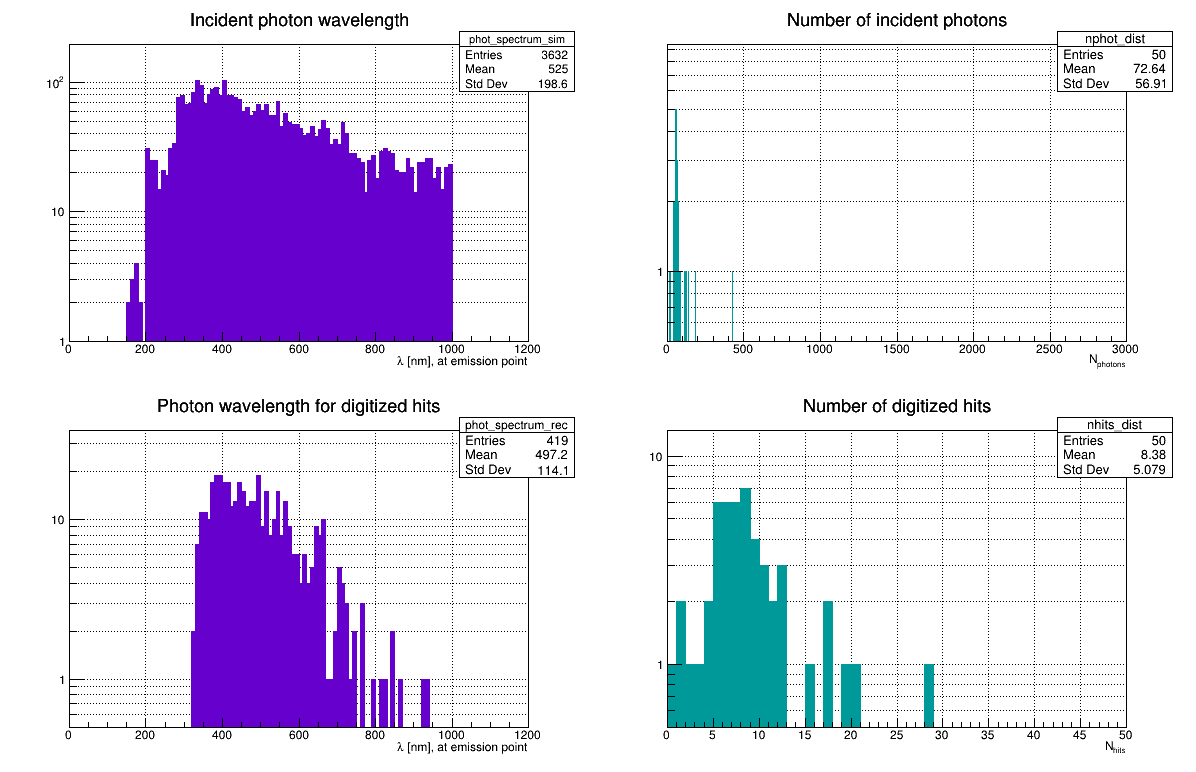 Incident photon wavelength
phot_spectrum_sim
Entries 3632
Mean 525
Std Dev 198.6
10²
10
1
0 200 400 600 800 1000 1200
λ [nm], at emission point
Number of incident photons
nphot_dist
Entries 50
Mean 72.64
Std Dev 56.91
1
0 500 1000 1500 2000 2500 3000
Nphotons
Photon wavelength for digitized hits
phot_spectrum_rec
Entries 419
Mean 497.2
Std Dev 114.1
10
1
0 200 400 600 800 1000 1200
λ [nm], at emission point
Number of digitized hits
nhits_dist
Entries 50
Mean 8.38
Std Dev 5.079
10
1
0 5 10 15 20 25 30 35 40 45 50
Nhits